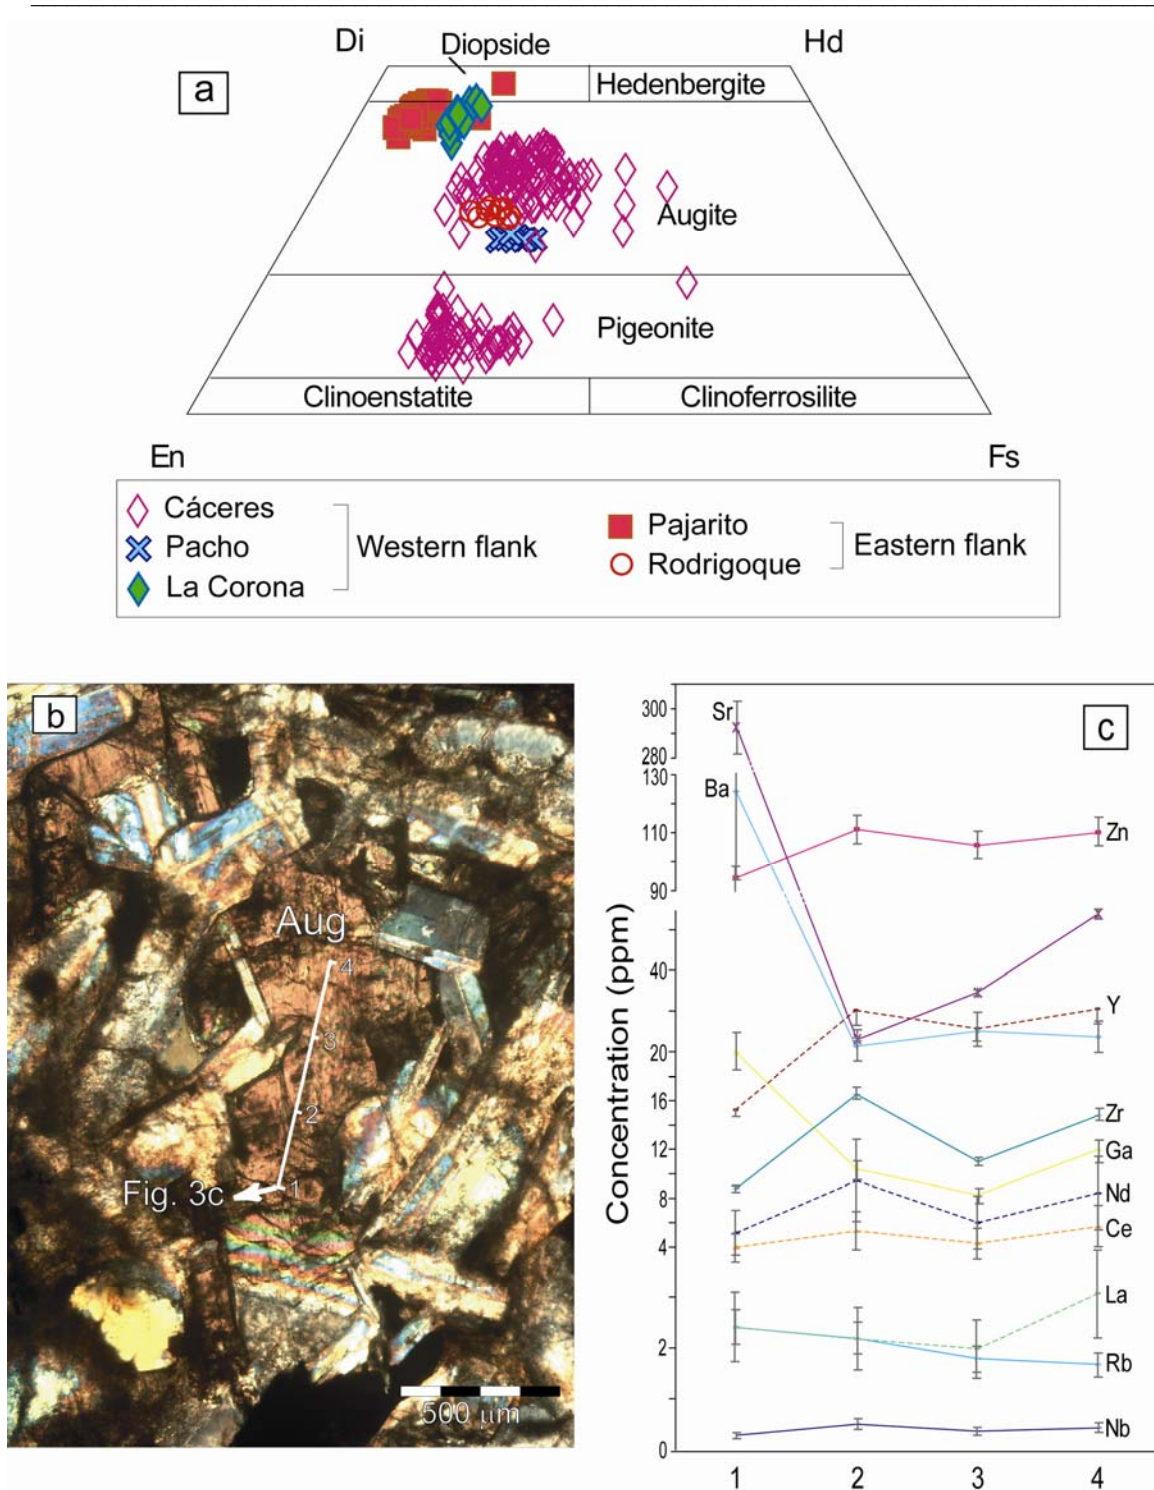 Di
Hd
Diopside
a
Hedenbergite
Augite
Pigeonite
Clinoenstatite
Clinoferrosilite
En
Fs
Cáceres
Pacho
La Corona
Western flank
Pajarito
Rodrigoque
Eastern flank
b
Aug
4
3
2
1
Fig. 3c
500 µm
c
Concentration (ppm)
300
280
130
110
90
40
20
16
12
8
4
2
0
Sr
Ba
Zn
Y
Zr
Ga
Nd
Ce
La
Rb
Nb
1 2 3 4